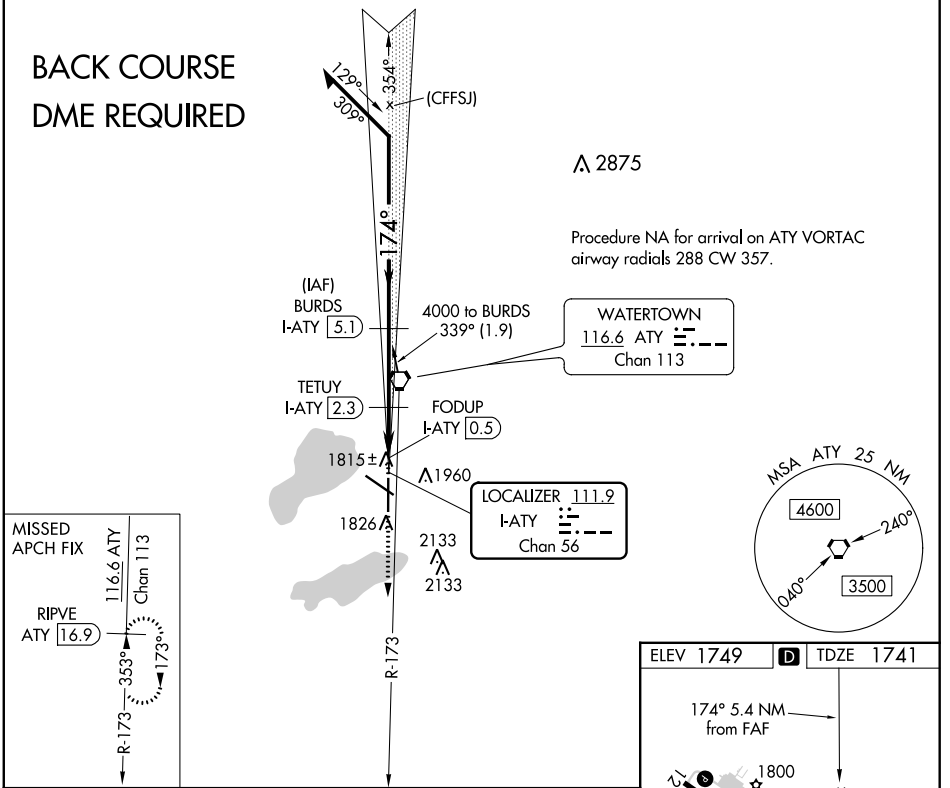 BACK COURSE
DME REQUIRED
129°
309°
354°
(CFFSJ)
174°
2875
Procedure NA for arrival on ATY VORTAC
airway radials 288 CW 357.
(IAF)
BURDS
I-ATY 5.1
4000 to BURDS
339° (1.9)
WATERTOWN
116.6 ATY
Chan 113
TETUY
I-ATY 2.3
FODUP
I-ATY 0.5
1815±
1960
LOCALIZER 111.9
I-ATY
Chan 56
1826
2133
2133
R-173
MSA ATY 25 NM
4600
240°
040°
3500
MISSED
APCH FIX
116.6 ATY
Chan 113
RIPVE
ATY 16.9
353°
173°
R-173
ELEV 1749
D
TDZE 1741
174° 5.4 NM
from FAF
12
P
1800